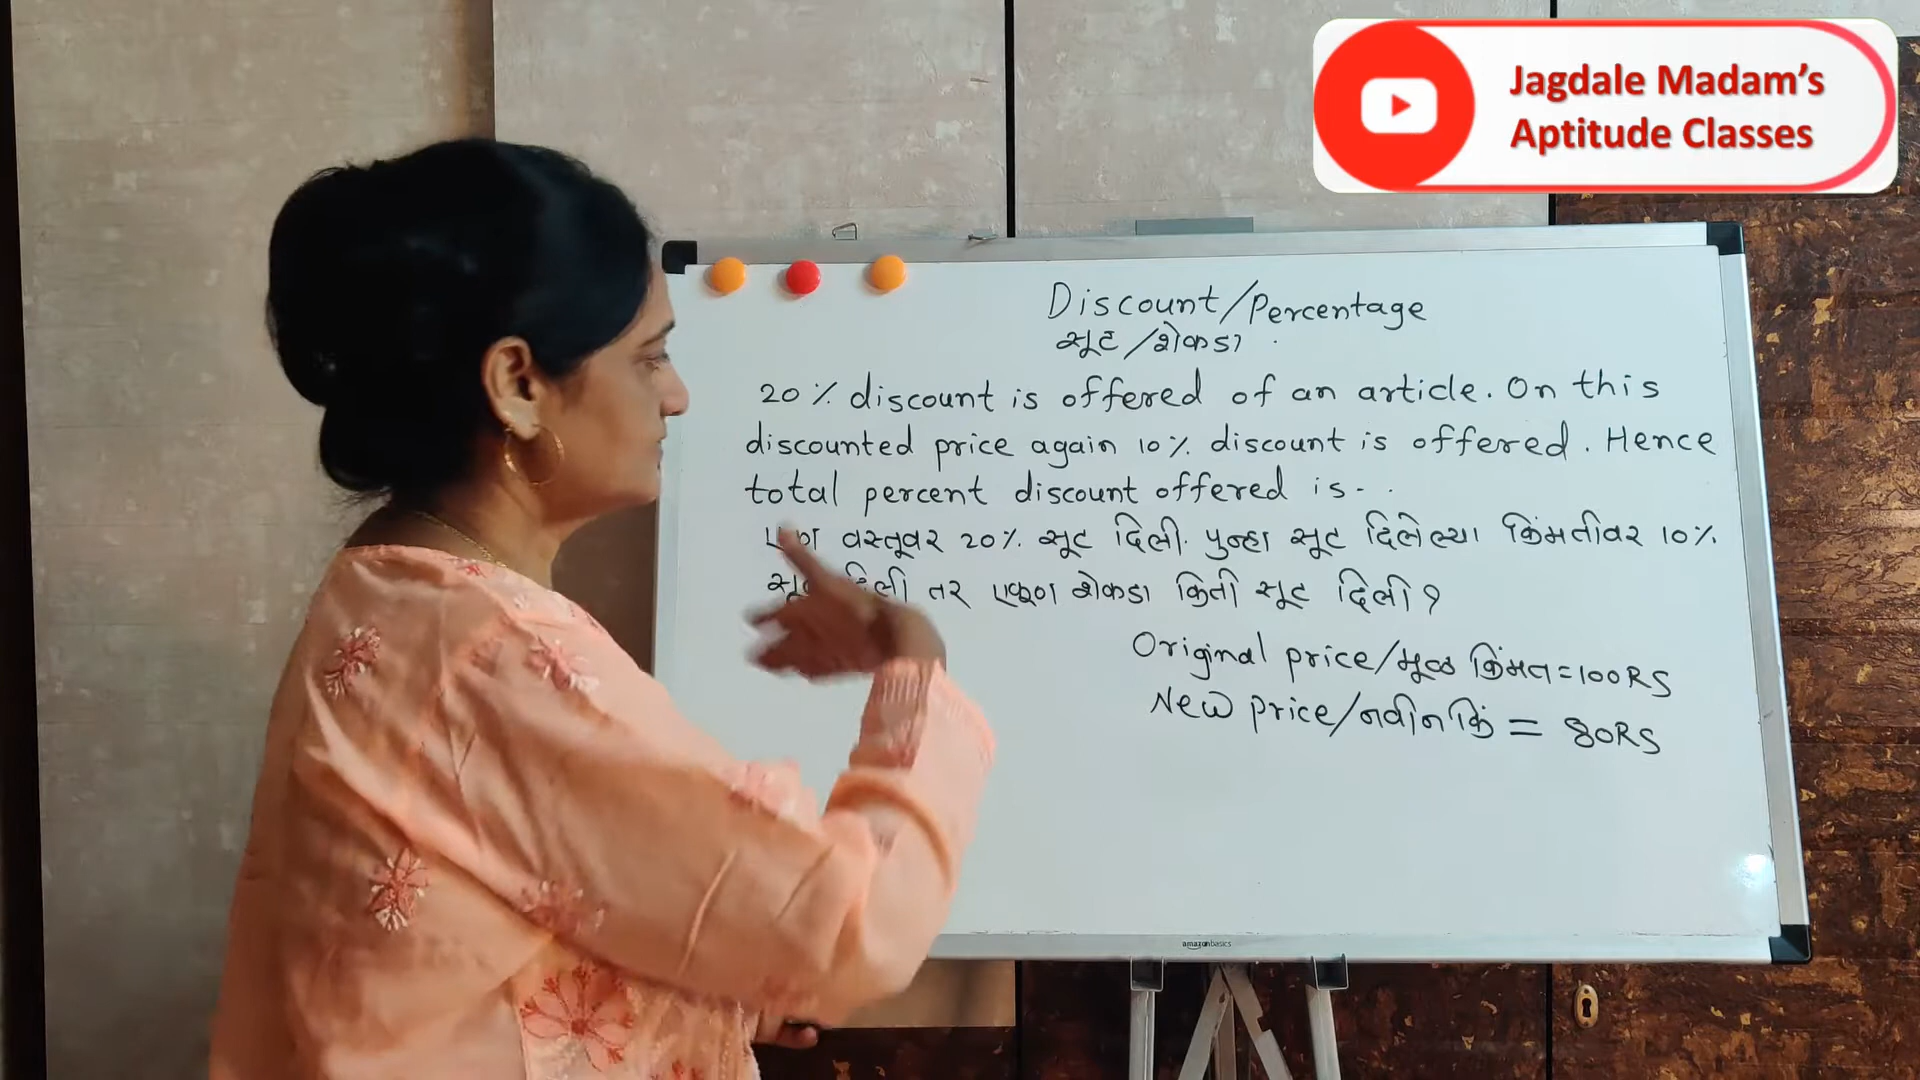 Jagdale Madam's
Aptitude Classes
Discount/Percentage
सूट/शेकडा
20% discount is offered of an article. On this
discounted price again 10% discount is offered. Hence
total percent discount offered is-..
वस्तूवर 20% सूट दिली. पुन्हा सूट दिलेल्या किंमतीवर 10%
दिली तर एकूण शेकडा किती सूट दिली?
Original price/मूळ किंमत=100RS
New price/नवीन किं = 80RS
amazonbasics